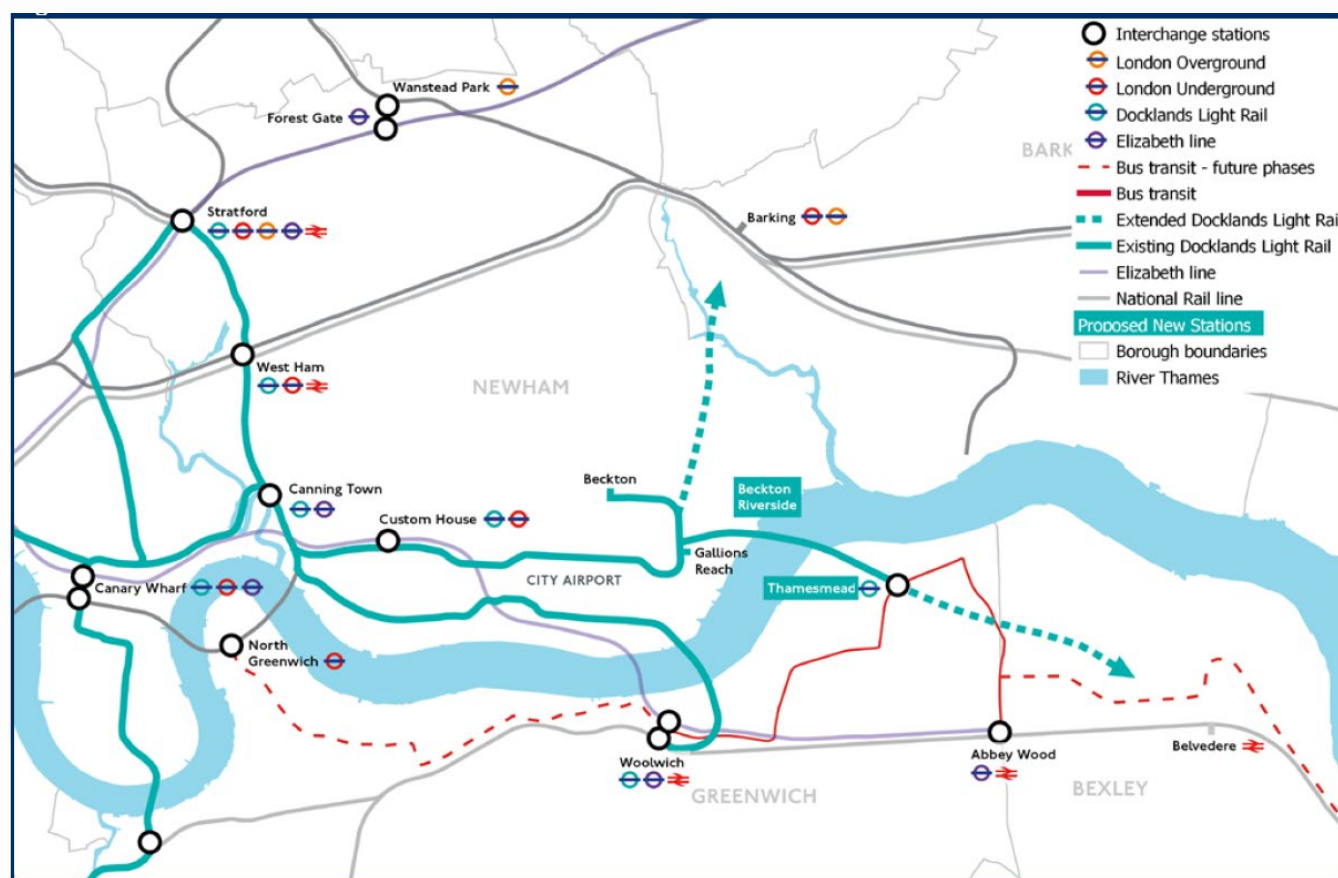 Wanstead Park
Forest Gate
Stratford
Barking
West Ham
NEWHAM
Canning Town
Custom House
Beckton
Beckton
Riverside
Gallions
Reach
CITY AIRPORT
Canary Wharf
Thamesmead
North
Greenwich
Woolwich
Abbey Wood
Belvedere
GREENWICH
BEXLEY
BARK
Interchange stations
London Overground
London Underground
Docklands Light Rail
Elizabeth line
Bus transit - future phases
Bus transit
Extended Docklands Light Rail
Existing Docklands Light Rail
Elizabeth line
National Rail line
Proposed New Stations
Borough boundaries
River Thames